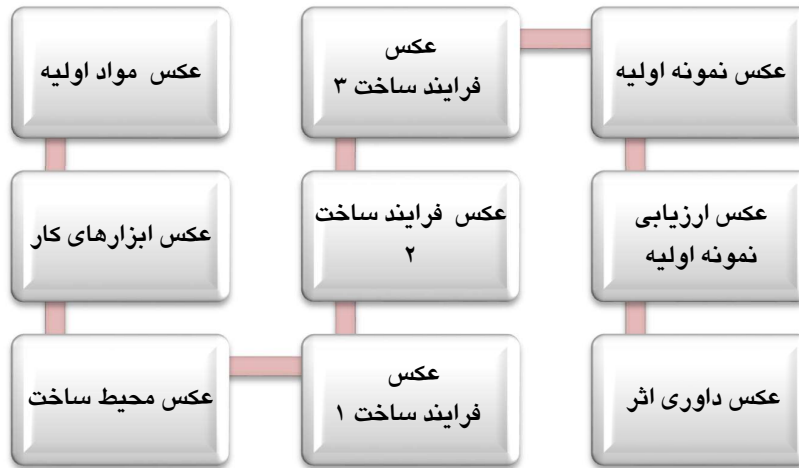 عکس مواد اولیه
عکس ابزارهای کار
عکس محیط ساخت
عکس
فرایند ساخت ۱
عکس فرایند ساخت
۲
عکس
فرایند ساخت ۳
عکس نمونه اولیه
عکس ارزیابی
نمونه اولیه
عکس داوری اثر